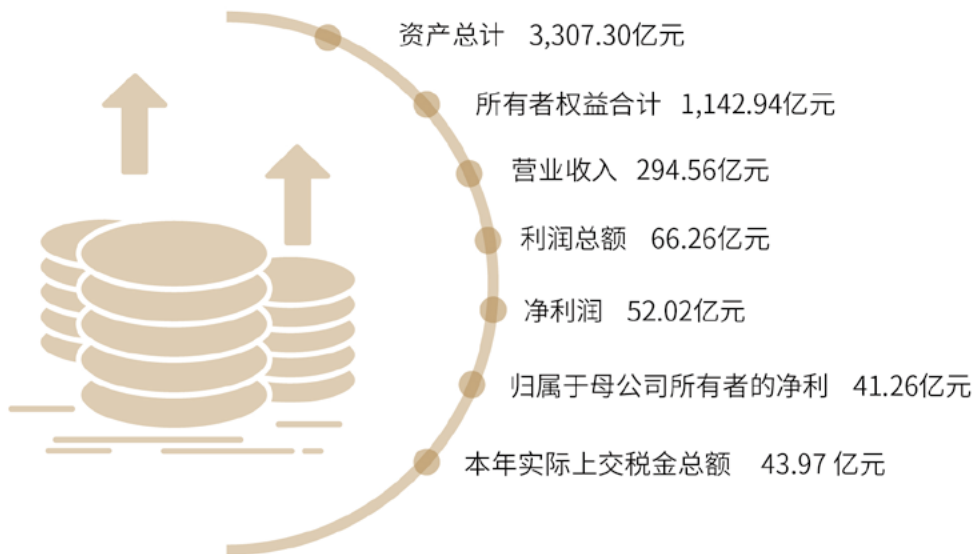 资产总计 3,307.30亿元
所有者权益合计 1,142.94亿元
营业收入 294.56亿元
利润总额 66.26亿元
净利润 52.02亿元
归属于母公司所有者的净利 41.26亿元
本年实际上交税金总额 43.97 亿元